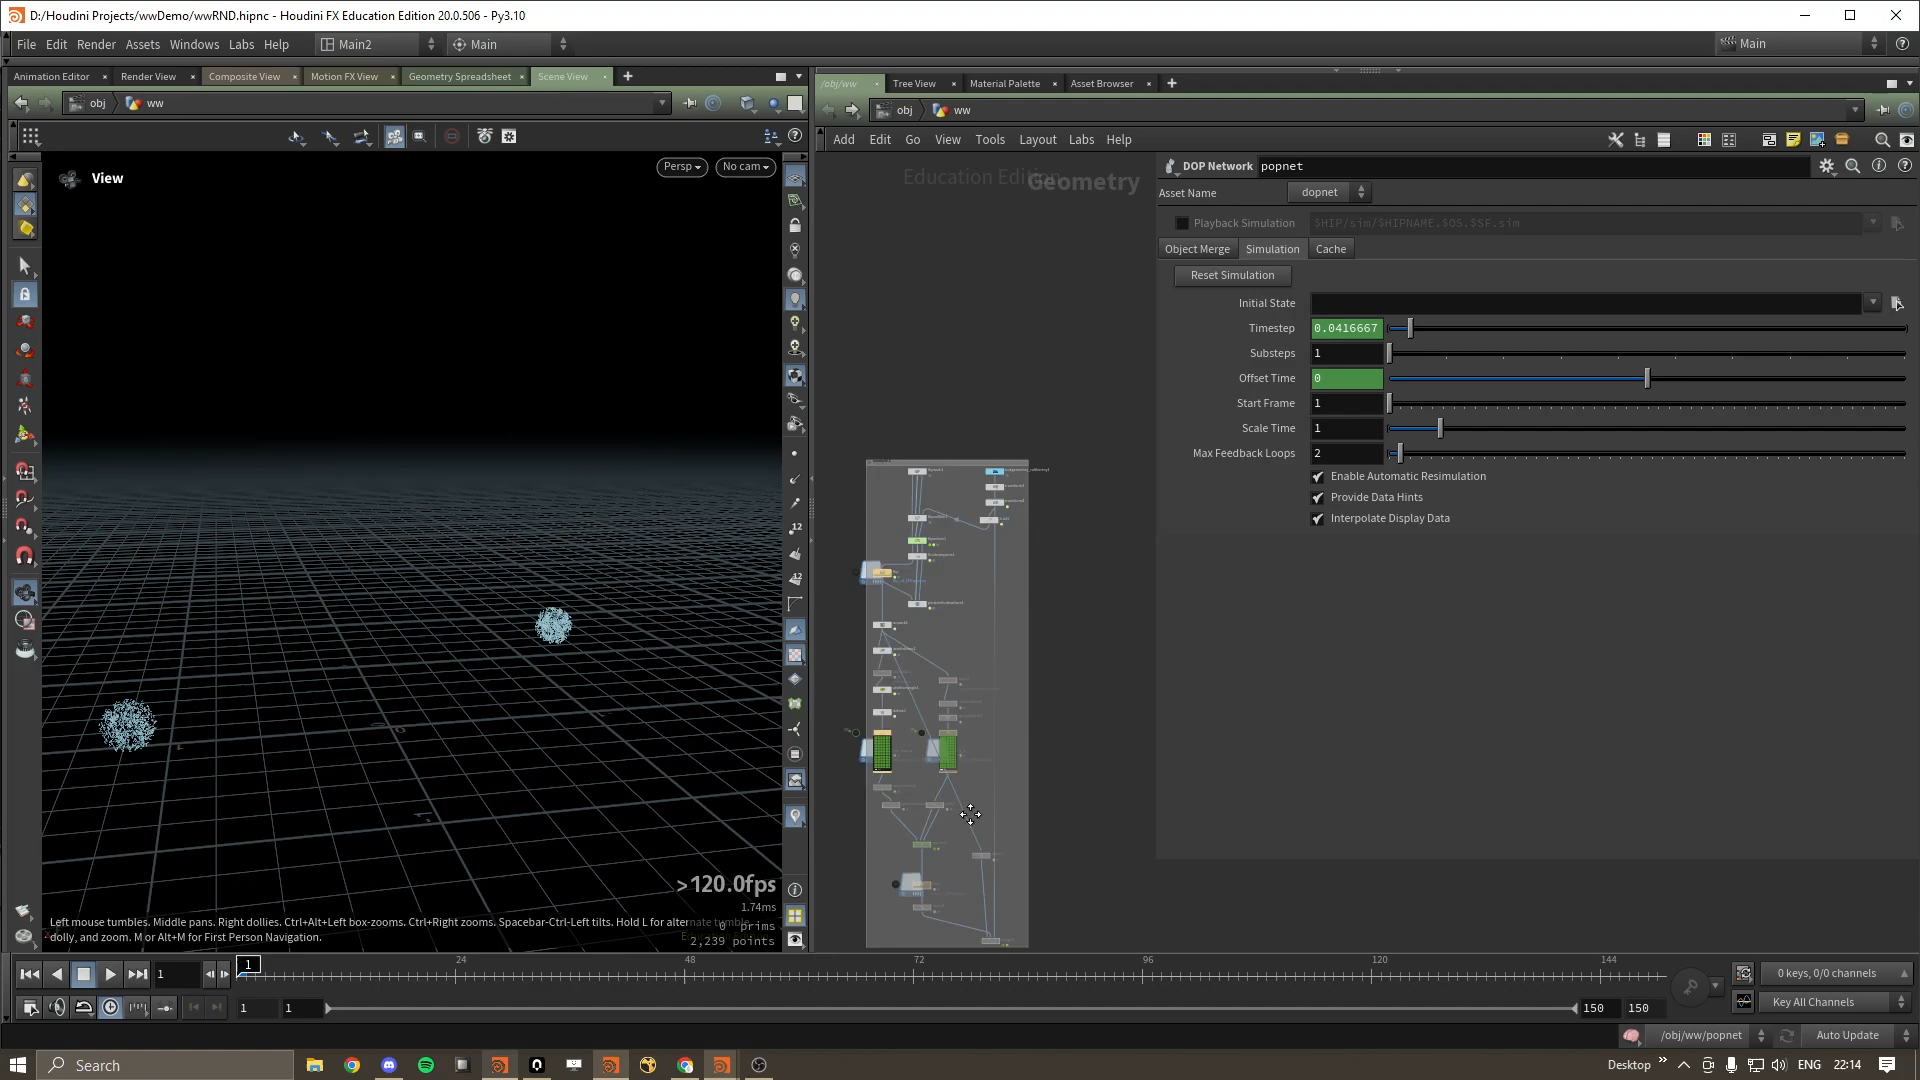 D:/Houdini Projects/wwDemo/wwRND.hipnc - Houdini FX Education Edition 20.0.506 - Py3.10
File Edit Render Assets Windows Labs Help Main2 Main Main
Animation Editor Render View Composite View Motion FX View Geometry Spreadsheet Scene View
/obj/ww Tree View Material Palette Asset Browser
obj ww
obj ww
Add Edit Go View Tools Layout Labs Help
View
Persp No cam
Education Edition
Geometry
DOP Network popnet
Asset Name dopnet
Playback Simulation $HIP/sim/$HIPNAME.$OS.$SF.sim
Object Merge Simulation Cache
Reset Simulation
Initial State
Timestep 0.0416667
Substeps 1
Offset Time 0
Start Frame 1
Scale Time 1
Max Feedback Loops 2
Enable Automatic Resimulation
Provide Data Hints
Interpolate Display Data
12
12
>120.0fps
1.74ms
0 prims
2,239 points
Left mouse tumbles. Middle pans. Right dollies. Ctrl+Alt+Left box-zooms. Ctrl+Right zooms. Spacebar-Ctrl-Left tilts. Hold L for alternate tumble,
dolly, and zoom. M or Alt+M for First Person Navigation.
1 1 24 48 72 96 120 144
0 keys, 0/0 channels
1 1 150 150
Key All Channels
/obj/ww/popnet Auto Update
Search Desktop ENG 22:14